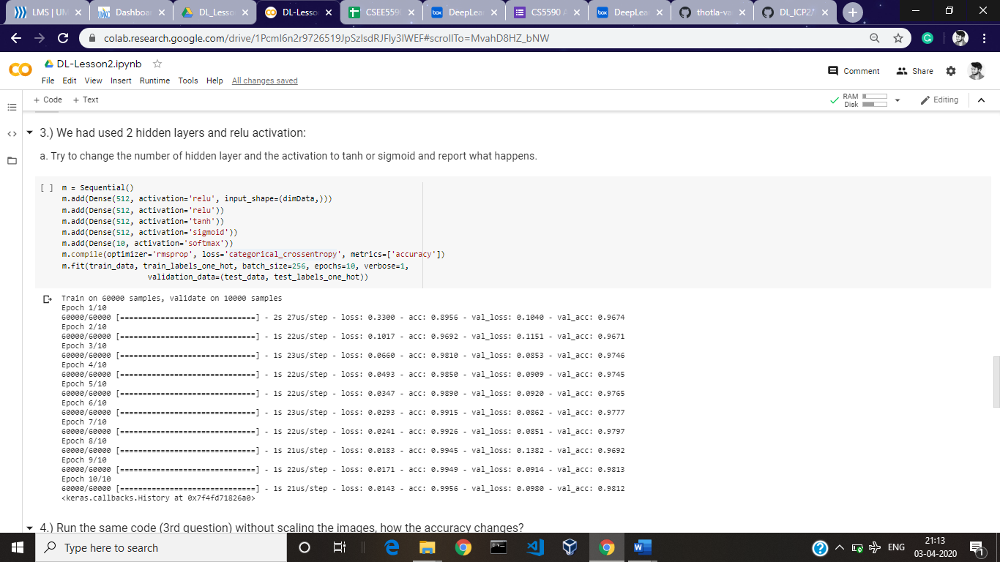 LMS | UM
Dashboa
DL_Lesso
DL-Lesso
CSEE559
DeepLea
CS5590 A
DeepLea
thotla-va
DL_ICP2/
colab.research.google.com/drive/1Pcml6n2r9726519JpSzlsdRJFly3lWEF#scrollTo=MvahD8HZ_bNW
DL-Lesson2.ipynb
File Edit View Insert Runtime Tools Help All changes saved
Comment Share
+ Code + Text
RAM
Disk
Editing
3.) We had used 2 hidden layers and relu activation:
a. Try to change the number of hidden layer and the activation to tanh or sigmoid and report what happens.
[ ] m = Sequential()
m.add(Dense(512, activation='relu', input_shape=(dimData,)))
m.add(Dense(512, activation='relu'))
m.add(Dense(512, activation='tanh'))
m.add(Dense(512, activation='sigmoid'))
m.add(Dense(10, activation='softmax'))
m.compile(optimizer='rmsprop', loss='categorical_crossentropy', metrics=['accuracy'])
m.fit(train_data, train_labels_one_hot, batch_size=256, epochs=10, verbose=1,
validation_data=(test_data, test_labels_one_hot))
Train on 60000 samples, validate on 10000 samples
Epoch 1/10
60000/60000 [==============================] - 2s 27us/step - loss: 0.3300 - acc: 0.8956 - val_loss: 0.1040 - val_acc: 0.9674
Epoch 2/10
60000/60000 [==============================] - 1s 22us/step - loss: 0.1017 - acc: 0.9692 - val_loss: 0.1151 - val_acc: 0.9671
Epoch 3/10
60000/60000 [==============================] - 1s 23us/step - loss: 0.0660 - acc: 0.9810 - val_loss: 0.0853 - val_acc: 0.9746
Epoch 4/10
60000/60000 [==============================] - 1s 22us/step - loss: 0.0493 - acc: 0.9850 - val_loss: 0.0909 - val_acc: 0.9745
Epoch 5/10
60000/60000 [==============================] - 1s 22us/step - loss: 0.0347 - acc: 0.9890 - val_loss: 0.0920 - val_acc: 0.9765
Epoch 6/10
60000/60000 [==============================] - 1s 23us/step - loss: 0.0293 - acc: 0.9915 - val_loss: 0.0862 - val_acc: 0.9777
Epoch 7/10
60000/60000 [==============================] - 1s 22us/step - loss: 0.0241 - acc: 0.9926 - val_loss: 0.0851 - val_acc: 0.9797
Epoch 8/10
60000/60000 [==============================] - 1s 21us/step - loss: 0.0183 - acc: 0.9945 - val_loss: 0.1382 - val_acc: 0.9692
Epoch 9/10
60000/60000 [==============================] - 1s 22us/step - loss: 0.0171 - acc: 0.9949 - val_loss: 0.0914 - val_acc: 0.9813
Epoch 10/10
60000/60000 [==============================] - 1s 21us/step - loss: 0.0143 - acc: 0.9956 - val_loss: 0.0980 - val_acc: 0.9812
<keras.callbacks.History at 0x7f4fd71826a0>
4.) Run the same code (3rd question) without scaling the images, how the accuracy changes?
Type here to search
ENG
21:13
03-04-2020
1